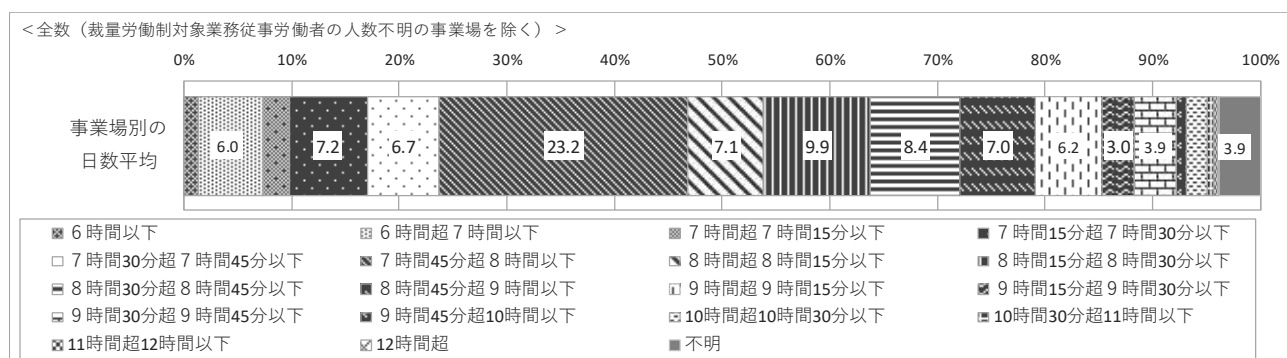 ＜全数（裁量労働制対象業務従事労働者の人数不明の事業場を除く）＞
0% 10% 20% 30% 40% 50% 60% 70% 80% 90% 100%
事業場別の
日数平均
6.0 7.2 6.7 23.2 7.1 9.9 8.4 7.0 6.2 3.0 3.9 3.9
６時間以下 ６時間超７時間以下 ７時間超７時間15分以下 ７時間15分超７時間30分以下
７時間30分超７時間45分以下 ７時間45分超８時間以下 ８時間超８時間15分以下 ８時間15分超８時間30分以下
８時間30分超８時間45分以下 ８時間45分超９時間以下 ９時間超９時間15分以下 ９時間15分超９時間30分以下
９時間30分超９時間45分以下 ９時間45分超10時間以下 10時間超10時間30分以下 10時間30分超11時間以下
11時間超12時間以下 12時間超 不明